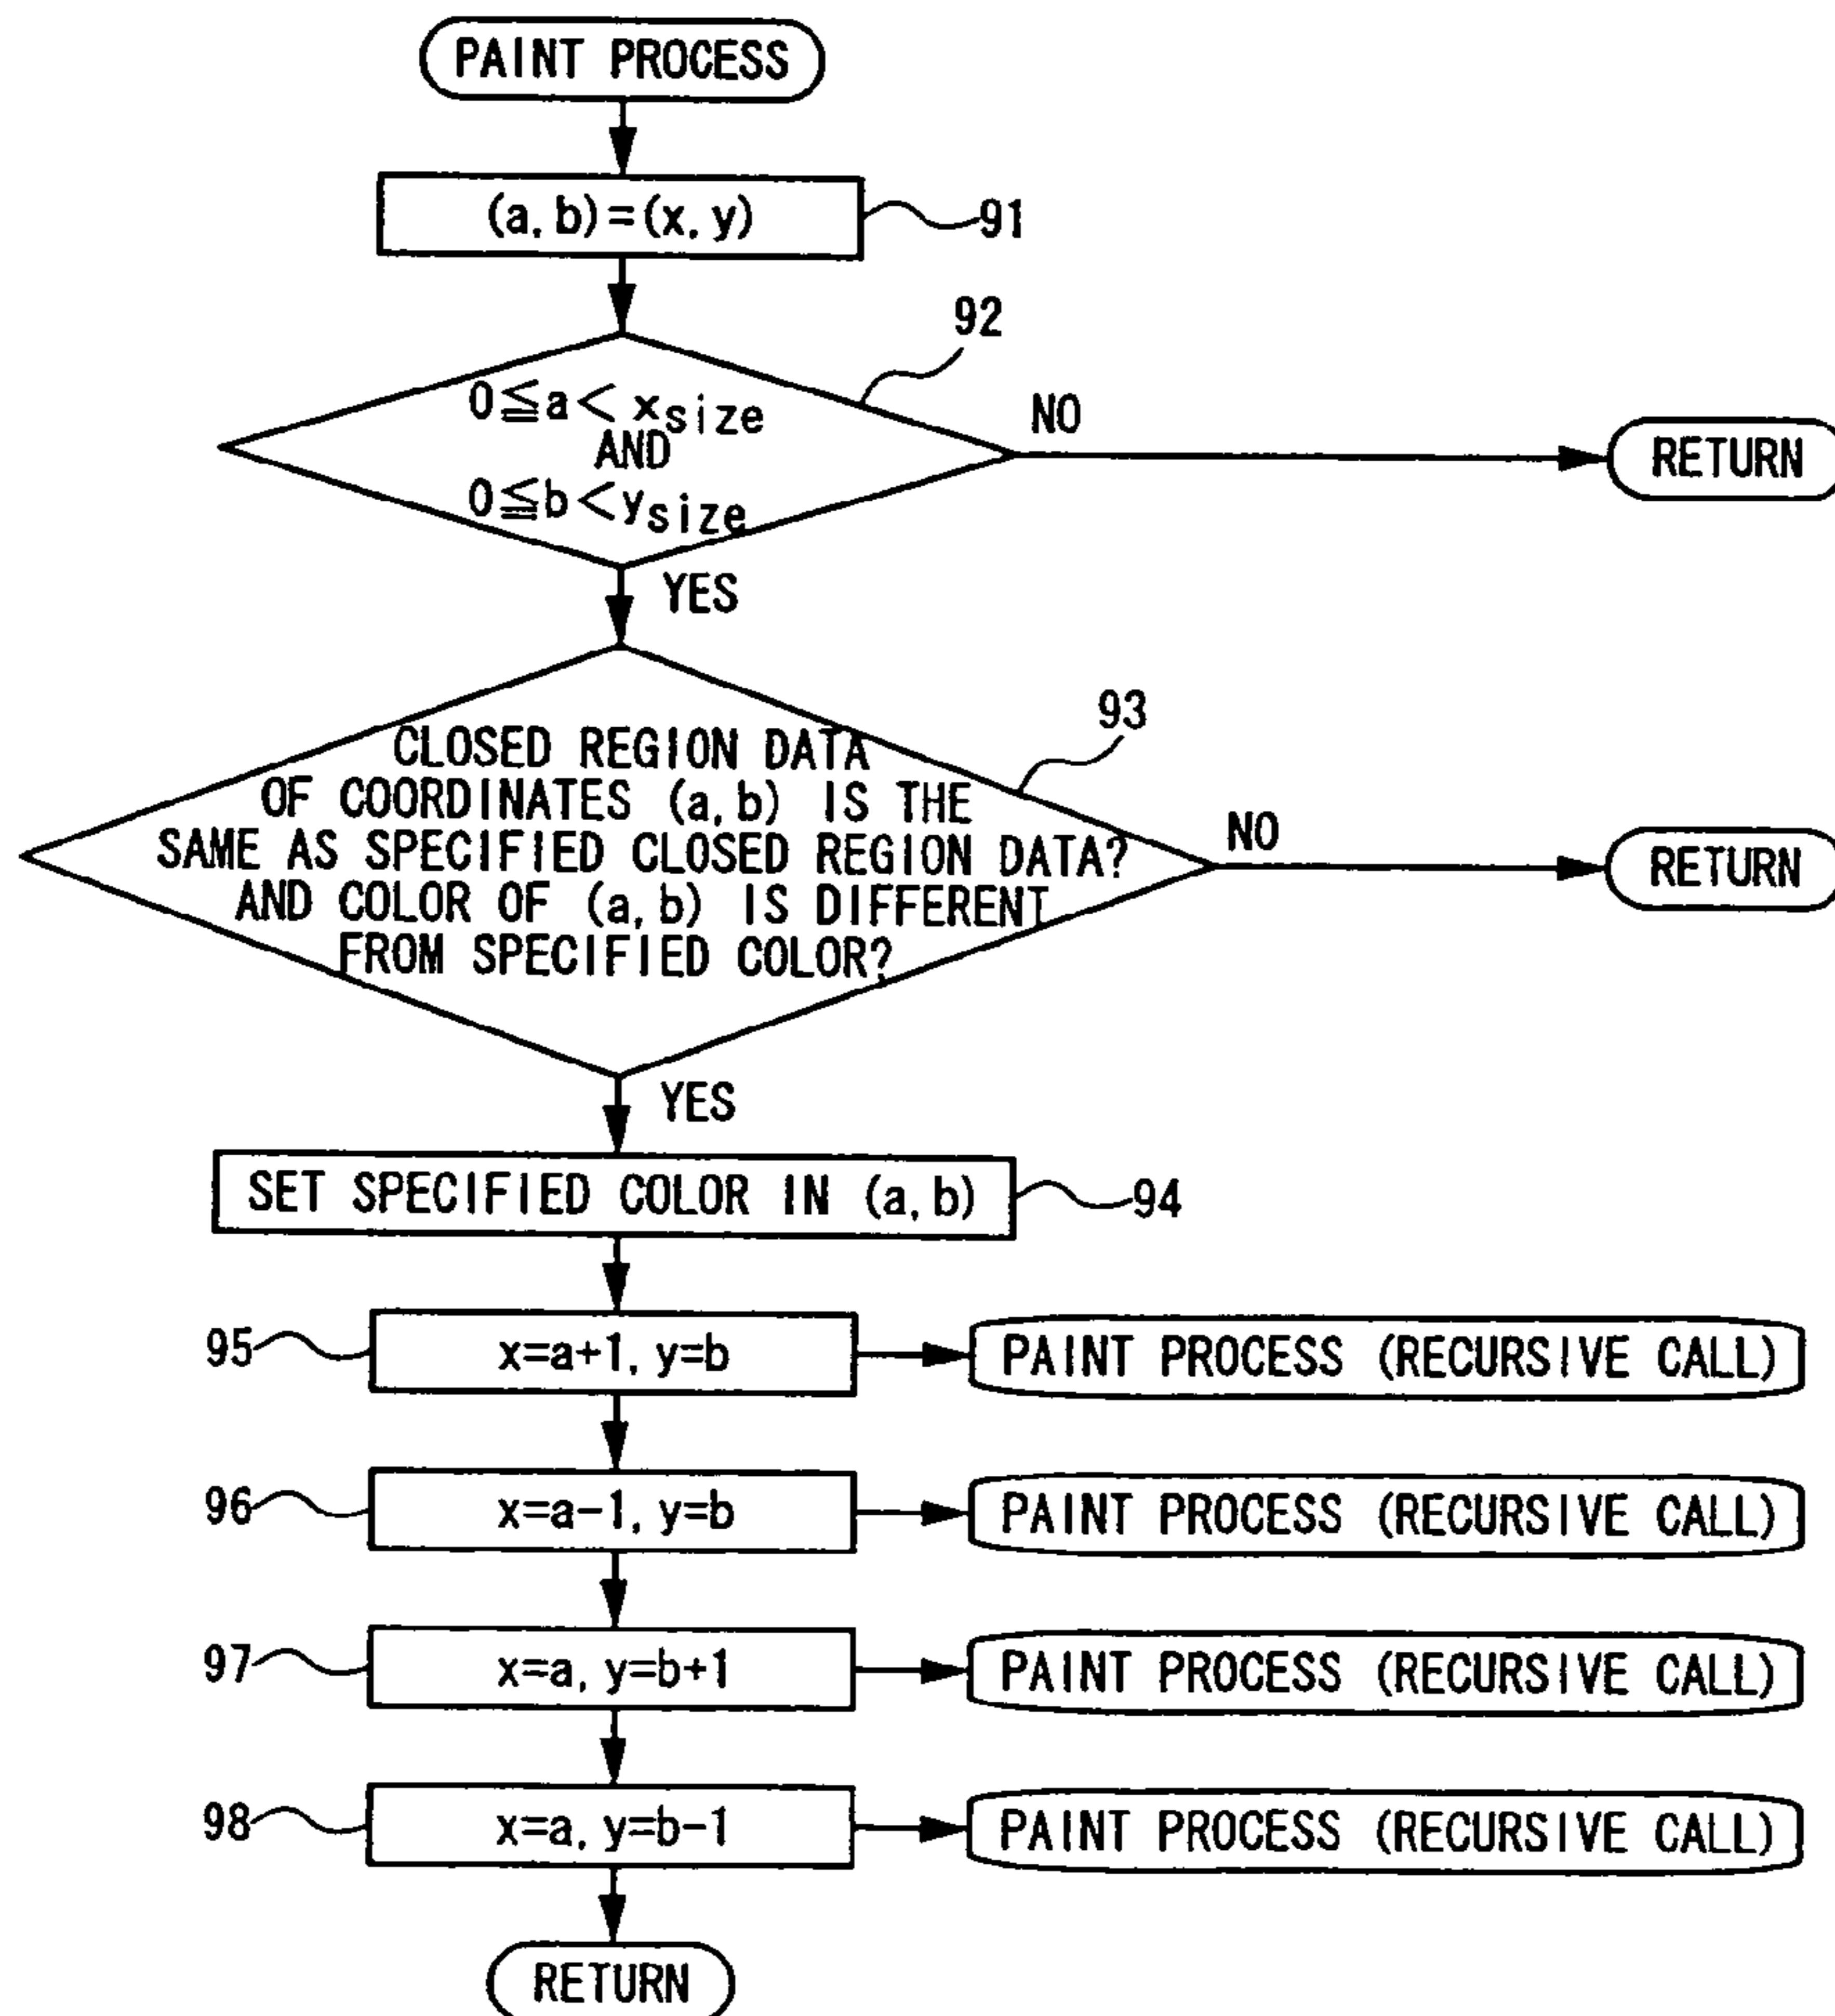 PAINT PROCESS
(a, b)=(x, y)
91
92
0≦a< xsize
AND
0≦b<ysize
NO
RETURN
YES
93
CLOSED REGION DATA
OF COORDINATES (a, b) IS THE
SAME AS SPECIFIED CLOSED REGION DATA?
AND COLOR OF (a, b) IS DIFFERENT
FROM SPECIFIED COLOR?
NO
RETURN
YES
SET SPECIFIED COLOR IN (a, b)
94
95
x=a+1, y=b
PAINT PROCESS (RECURSIVE CALL)
96
x=a-1, y=b
PAINT PROCESS (RECURSIVE CALL)
97
x=a, y=b+1
PAINT PROCESS (RECURSIVE CALL)
98
x=a, y=b-1
PAINT PROCESS (RECURSIVE CALL)
RETURN